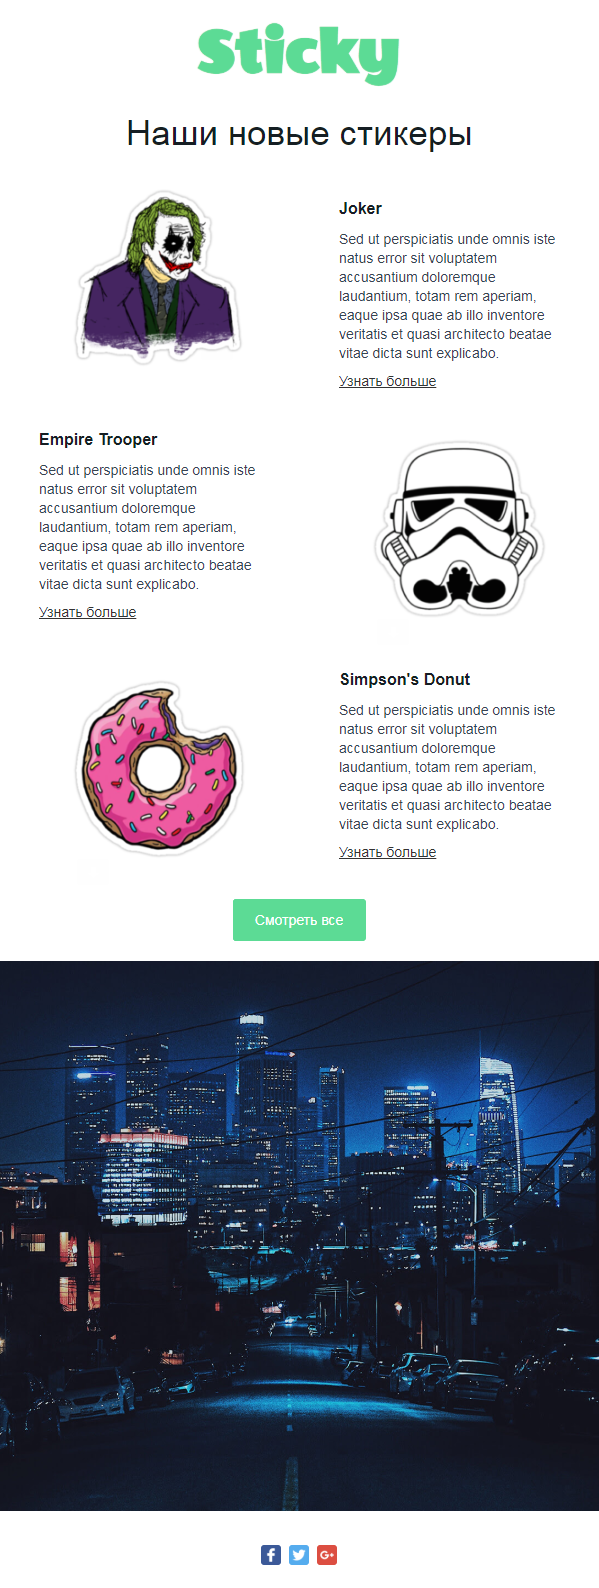 Sticky
Наши новые стикеры
Joker
Sed ut perspiciatis unde omnis iste
natus error sit voluptatem
accusantium doloremque
laudantium, totam rem aperiam,
eaque ipsa quae ab illo inventore
veritatis et quasi architecto beatae
vitae dicta sunt explicabo.
Узнать больше
Empire Trooper
Sed ut perspiciatis unde omnis iste
natus error sit voluptatem
accusantium doloremque
laudantium, totam rem aperiam,
eaque ipsa quae ab illo inventore
veritatis et quasi architecto beatae
vitae dicta sunt explicabo.
Узнать больше
Simpson's Donut
Sed ut perspiciatis unde omnis iste
natus error sit voluptatem
accusantium doloremque
laudantium, totam rem aperiam,
eaque ipsa quae ab illo inventore
veritatis et quasi architecto beatae
vitae dicta sunt explicabo.
Узнать больше
Смотреть все